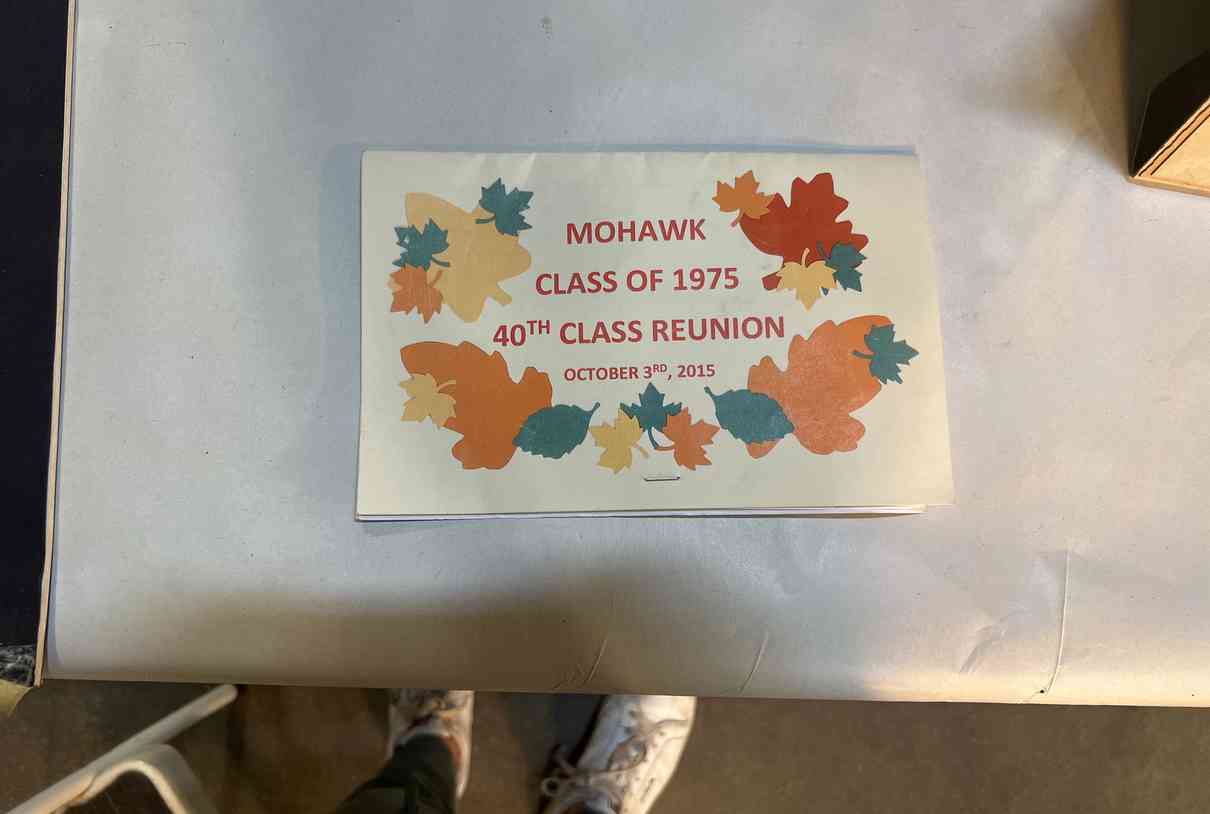 MOHAWK
CLASS OF 1975
40TH CLASS REUNION
OCTOBER 3RD, 2015